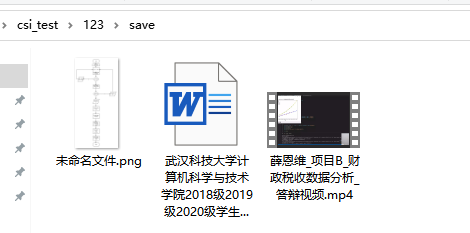 csi_test > 123 > save
未命名文件.png
武汉科技大学计
算机科学与技术
学院2018级2019
级2020级学生...
薛恩维_项目B_财
政税收数据分析_
答辩视频.mp4